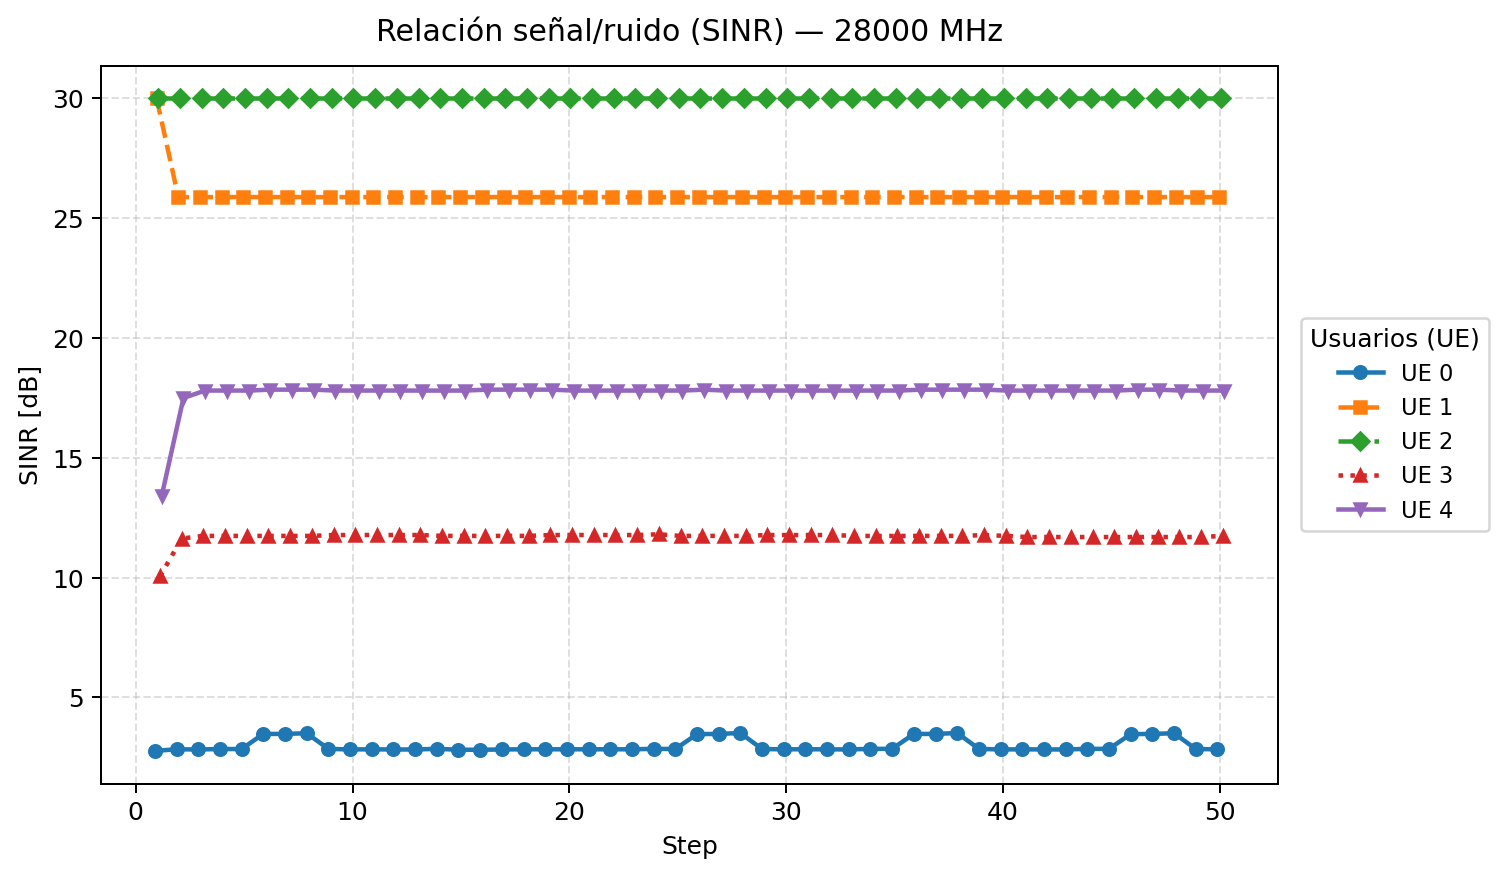 Relación señal/ruido (SINR) — 28000 MHz
SINR [dB]
30
25
20
15
10
5
0
10
20
30
40
50
Step
Usuarios (UE)
UE 0
UE 1
UE 2
UE 3
UE 4